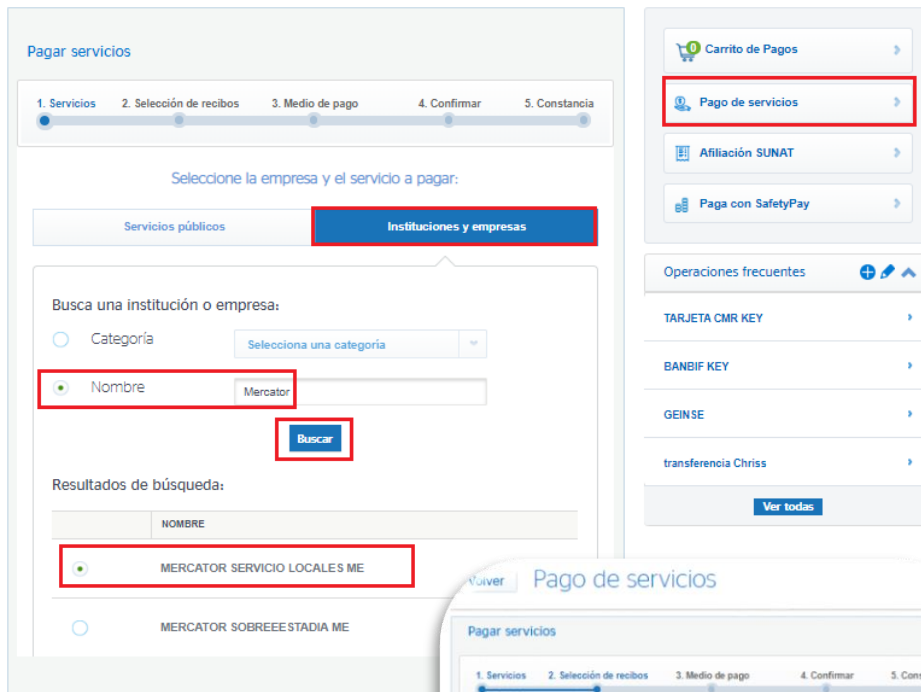 Pagar servicios
1. Servicios 2. Selección de recibos 3. Medio de pago 4. Confirmar 5. Constancia
Seleccione la empresa y el servicio a pagar:
Servicios públicos Instituciones y empresas
Busca una institución o empresa:
Categoría Selecciona una categoría
Nombre Mercator
Buscar
Resultados de búsqueda:
NOMBRE
MERCATOR SERVICIO LOCALES ME
MERCATOR SOBREEESTADIA ME
0 Carrito de Pagos
Pago de servicios
Afiliación SUNAT
Paga con SafetyPay
Operaciones frecuentes
TARJETA CMR KEY
BANBIF KEY
GEINSE
transferencia Chriss
Ver todas
Volver Pago de servicios
Pagar servicios
1. Servicios 2. Selección de recibos 3. Medio de pago 4. Confirmar 5. Cons